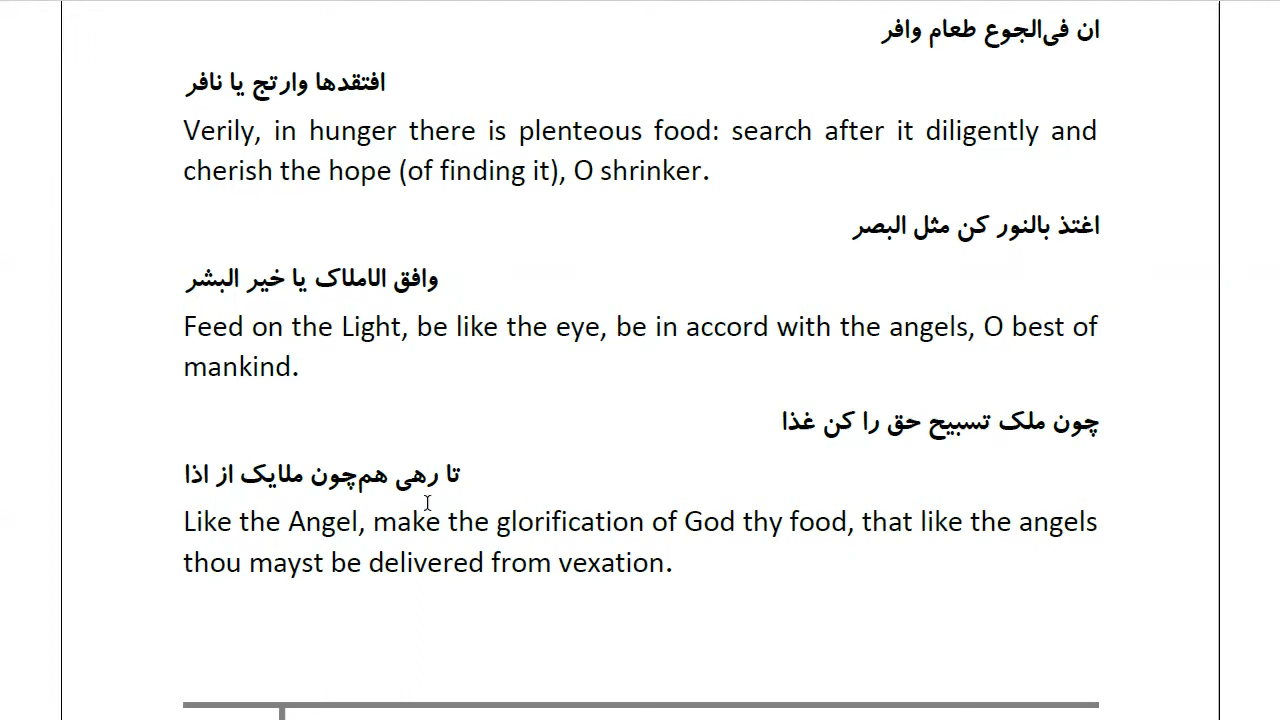 ان فی‌الجوع طعام وافر
افتقدها وارتج یا نافر
Verily, in hunger there is plenteous food: search after it diligently and
cherish the hope (of finding it), O shrinker.
اغتذ بالنور کن مثل البصر
وافق الاملاک یا خیر البشر
Feed on the Light, be like the eye, be in accord with the angels, O best of
mankind.
چون ملک تسبیح حق را کن غذا
تا رهی هم‌چون ملایک از اذا
Like the Angel, make the glorification of God thy food, that like the angels
thou mayst be delivered from vexation.